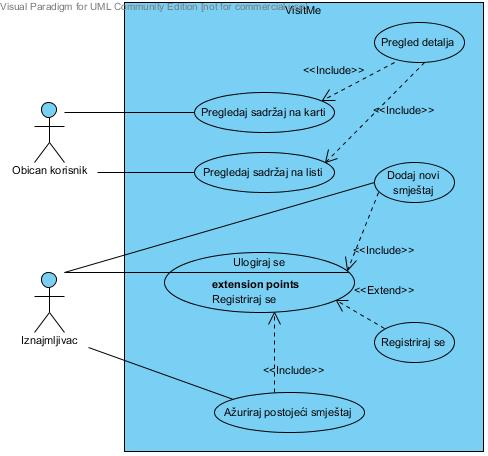 Visual Paradigm for UML Community Edition [not for commercial use]
VisitMe
Pregled detalja
<<Include>>
<<Include>>
Pregledaj sadržaj na karti
Obican korisnik
Pregledaj sadržaj na listi
Dodaj novi
smještaj
<<Include>>
Ulogiraj se
extension points
Registriraj se
<<Extend>>
Iznajmljivac
Registriraj se
<<Include>>
Ažuriraj postojeći smještaj